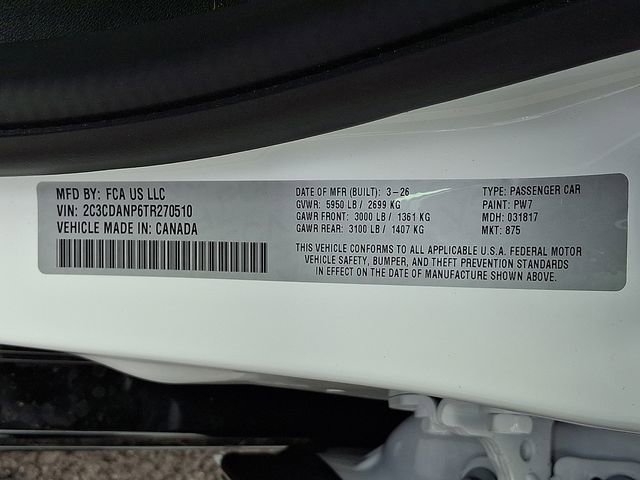 MFD BY: FCA US LLC
VIN: 2C3CDANP6TR270510
VEHICLE MADE IN: CANADA
DATE OF MFR (BUILT): 3-26
GVWR: 5950 LB / 2699 KG
GAWR FRONT: 3000 LB / 1361 KG
GAWR REAR: 3100 LB / 1407 KG
TYPE: PASSENGER CAR
PAINT: PW7
MDH: 031817
MKT: 875
THIS VEHICLE CONFORMS TO ALL APPLICABLE U.S.A. FEDERAL MOTOR
VEHICLE SAFETY, BUMPER, AND THEFT PREVENTION STANDARDS
IN EFFECT ON THE DATE OF MANUFACTURE SHOWN ABOVE.